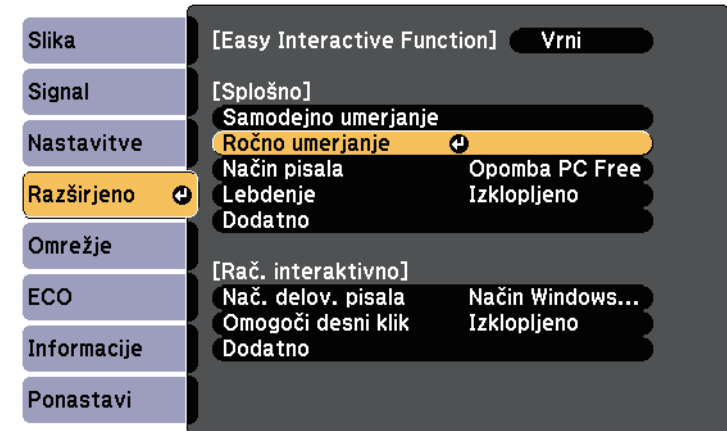 Slika
Signal
Nastavitve
Razširjeno
Omrežje
ECO
Informacije
Ponastavi
[Easy Interactive Function] Vrni
[Splošno]
Samodejno umerjanje
Ročno umerjanje
Način pisala Opomba PC Free
Lebdenje Izklopljeno
Dodatno
[Rač. interaktivno]
Nač. delov. pisala Način Windows...
Omogoči desni klik Izklopljeno
Dodatno